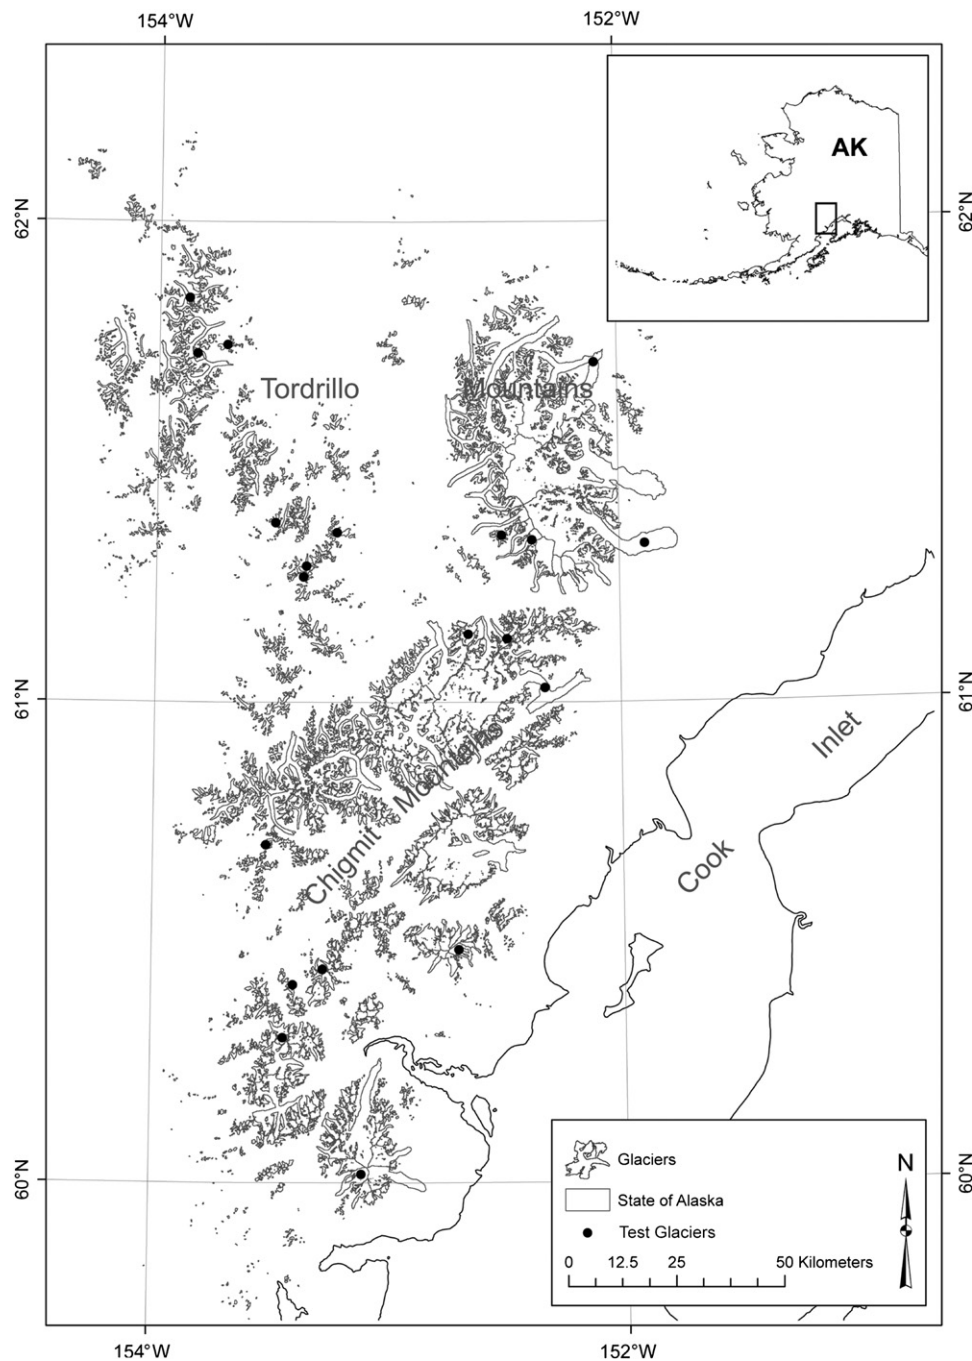 154°W
152°W
AK
62°N
62°N
Tordrillo
Mountains
61°N
61°N
Inlet
Mountains
Chigmit
Cook
Glaciers
N
60°N
60°N
State of Alaska
Test Glaciers
0
12.5
25
50 Kilometers
154°W
152°W